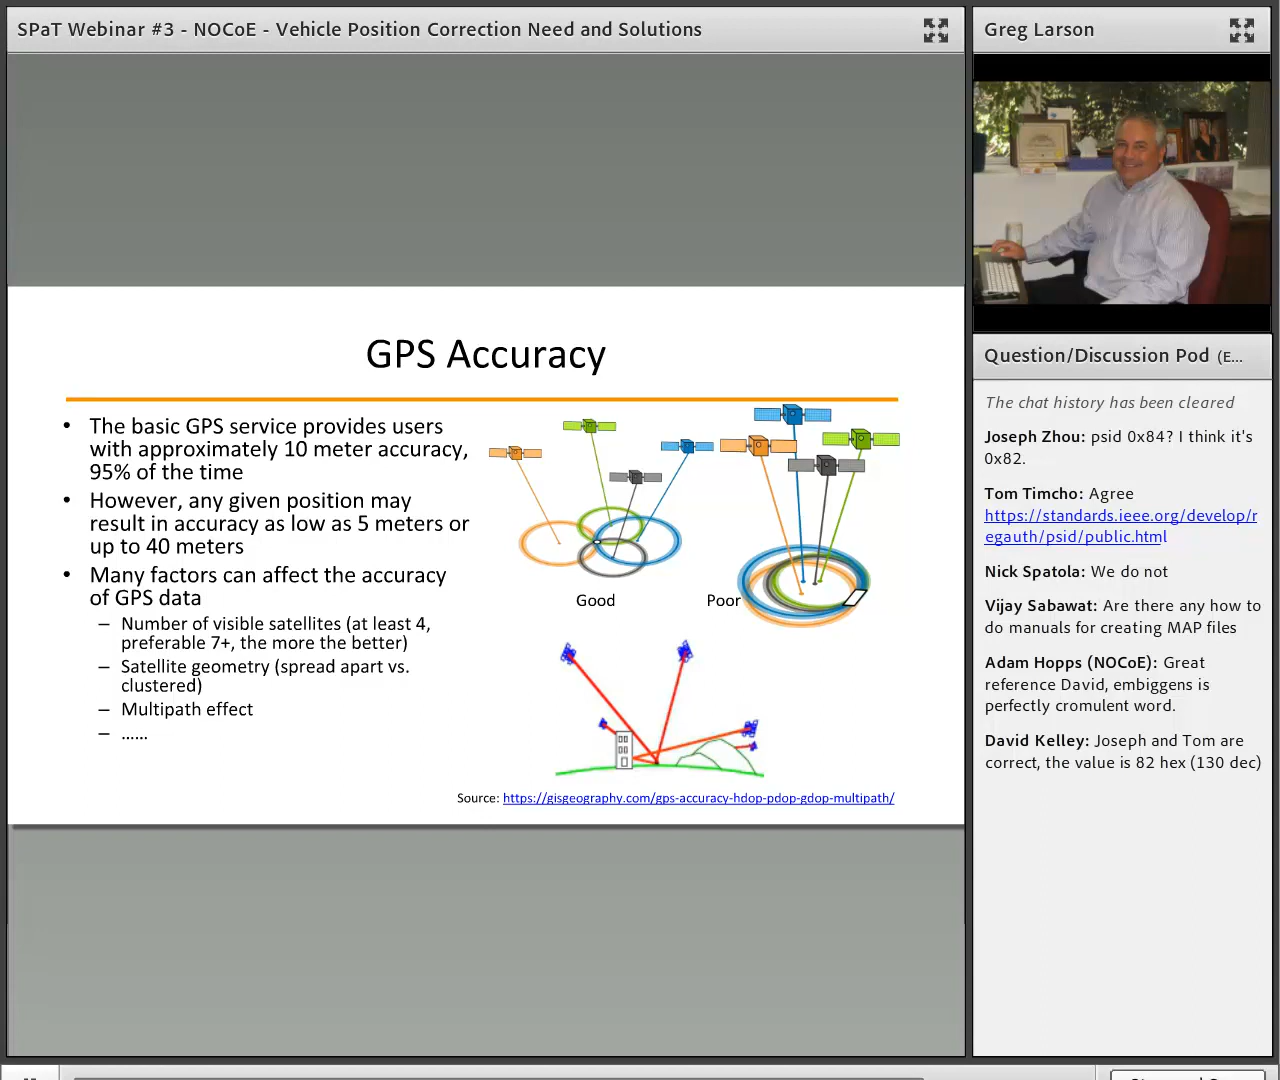 SPaT Webinar #3 - NOCoE - Vehicle Position Correction Need and Solutions
GPS Accuracy
• The basic GPS service provides users
with approximately 10 meter accuracy,
95% of the time
• However, any given position may
result in accuracy as low as 5 meters or
up to 40 meters
• Many factors can affect the accuracy
of GPS data
– Number of visible satellites (at least 4,
preferable 7+, the more the better)
– Satellite geometry (spread apart vs.
clustered)
– Multipath effect
– ......
Good
Poor
Source: https://gisgeography.com/gps-accuracy-hdop-pdop-gdop-multipath/
Greg Larson
Question/Discussion Pod (E...
The chat history has been cleared
Joseph Zhou: psid 0x84? I think it's
0x82.
Tom Timcho: Agree
https://standards.ieee.org/develop/r
egauth/psid/public.html
Nick Spatola: We do not
Vijay Sabawat: Are there any how to
do manuals for creating MAP files
Adam Hopps (NOCoE): Great
reference David, embiggens is
perfectly cromulent word.
David Kelley: Joseph and Tom are
correct, the value is 82 hex (130 dec)